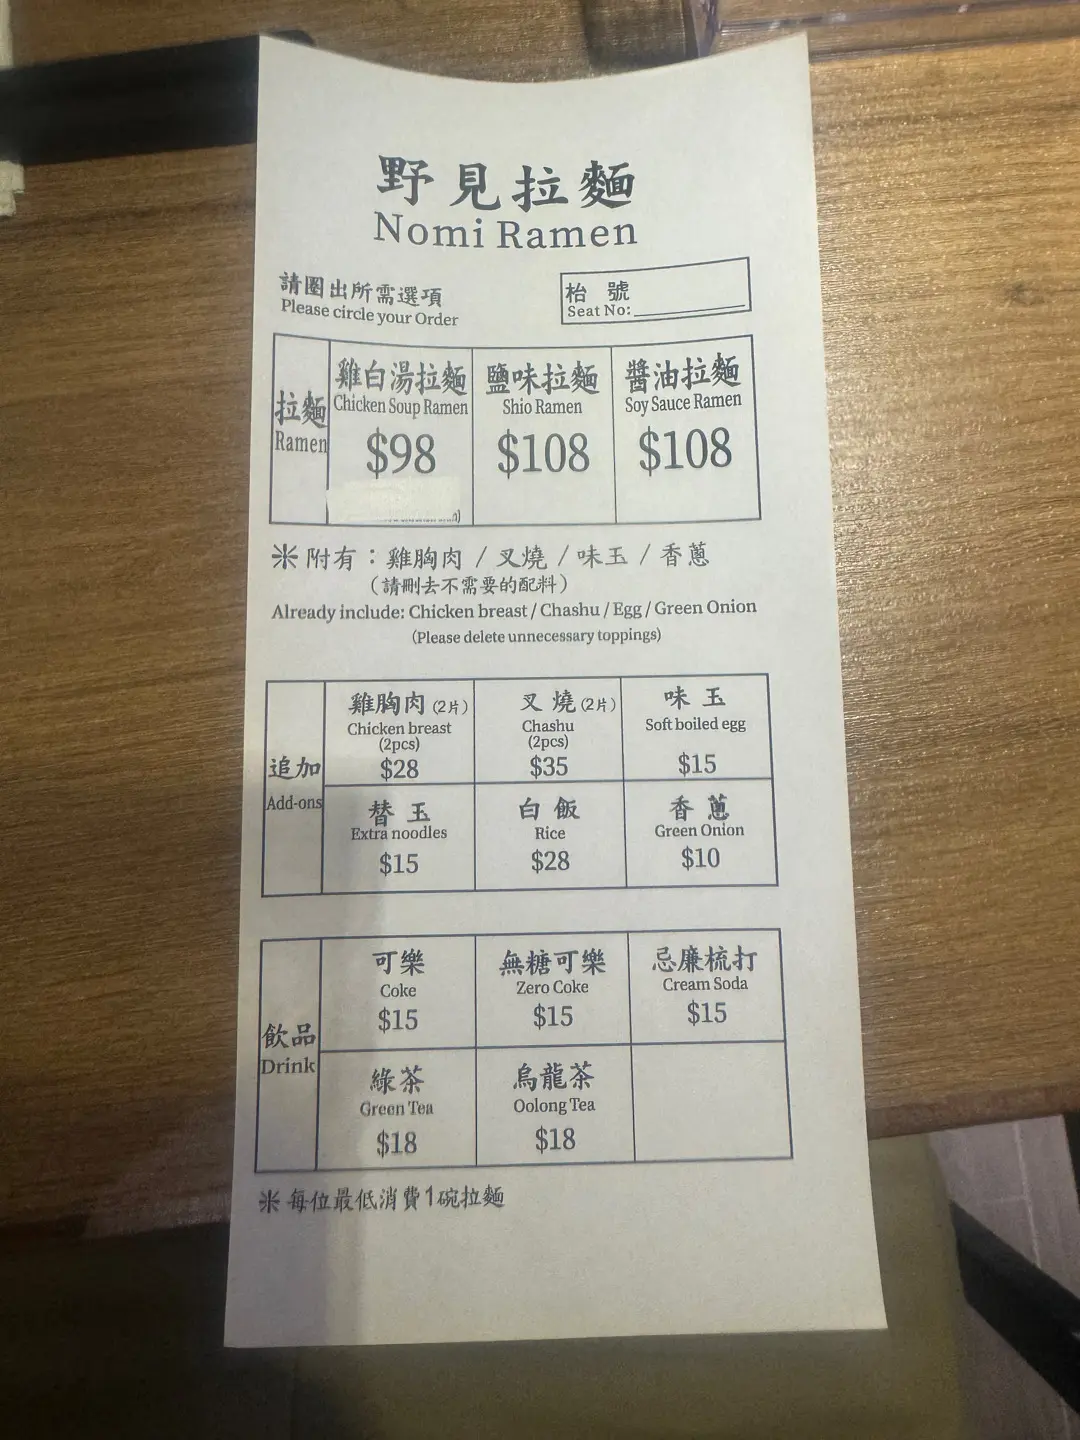 野見拉麵
Nomi Ramen
請圈出所需選項
Please circle your Order
枱 號
Seat No:
拉麵
Ramen
雞白湯拉麵
Chicken Soup Ramen
$98
鹽味拉麵
Shio Ramen
$108
醬油拉麵
Soy Sauce Ramen
$108
※ 附有：雞胸肉 / 叉燒 / 味玉 / 香蔥
（請刪去不需要的配料）
Already include: Chicken breast / Chashu / Egg / Green Onion
(Please delete unnecessary toppings)
追加
Add-ons
雞胸肉 (2片)
Chicken breast
(2pcs)
$28
叉燒 (2片)
Chashu
(2pcs)
$35
味玉
Soft boiled egg
$15
替玉
Extra noodles
$15
白飯
Rice
$28
香蔥
Green Onion
$10
飲品
Drink
可樂
Coke
$15
無糖可樂
Zero Coke
$15
忌廉梳打
Cream Soda
$15
綠茶
Green Tea
$18
烏龍茶
Oolong Tea
$18
※ 每位最低消費1碗拉麵